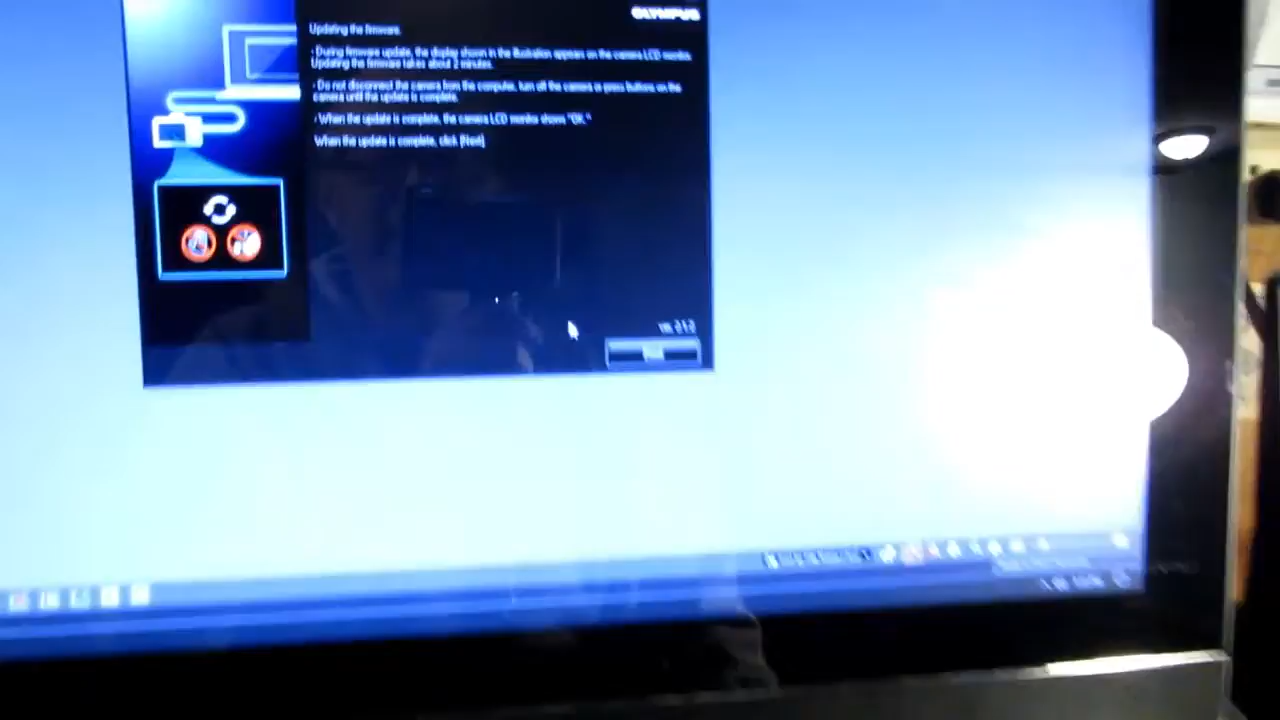 OLYMPUS
Updating the firmware.
- During firmware update, the display shown in the illustration appears on the camera LCD monitor.
Updating the firmware takes about 2 minutes.
- Do not disconnect the camera from the computer, turn off the camera or press buttons on the
camera until the update is complete.
- When the update is complete, the camera LCD monitor shows "OK."
When the update is complete, click [Next].